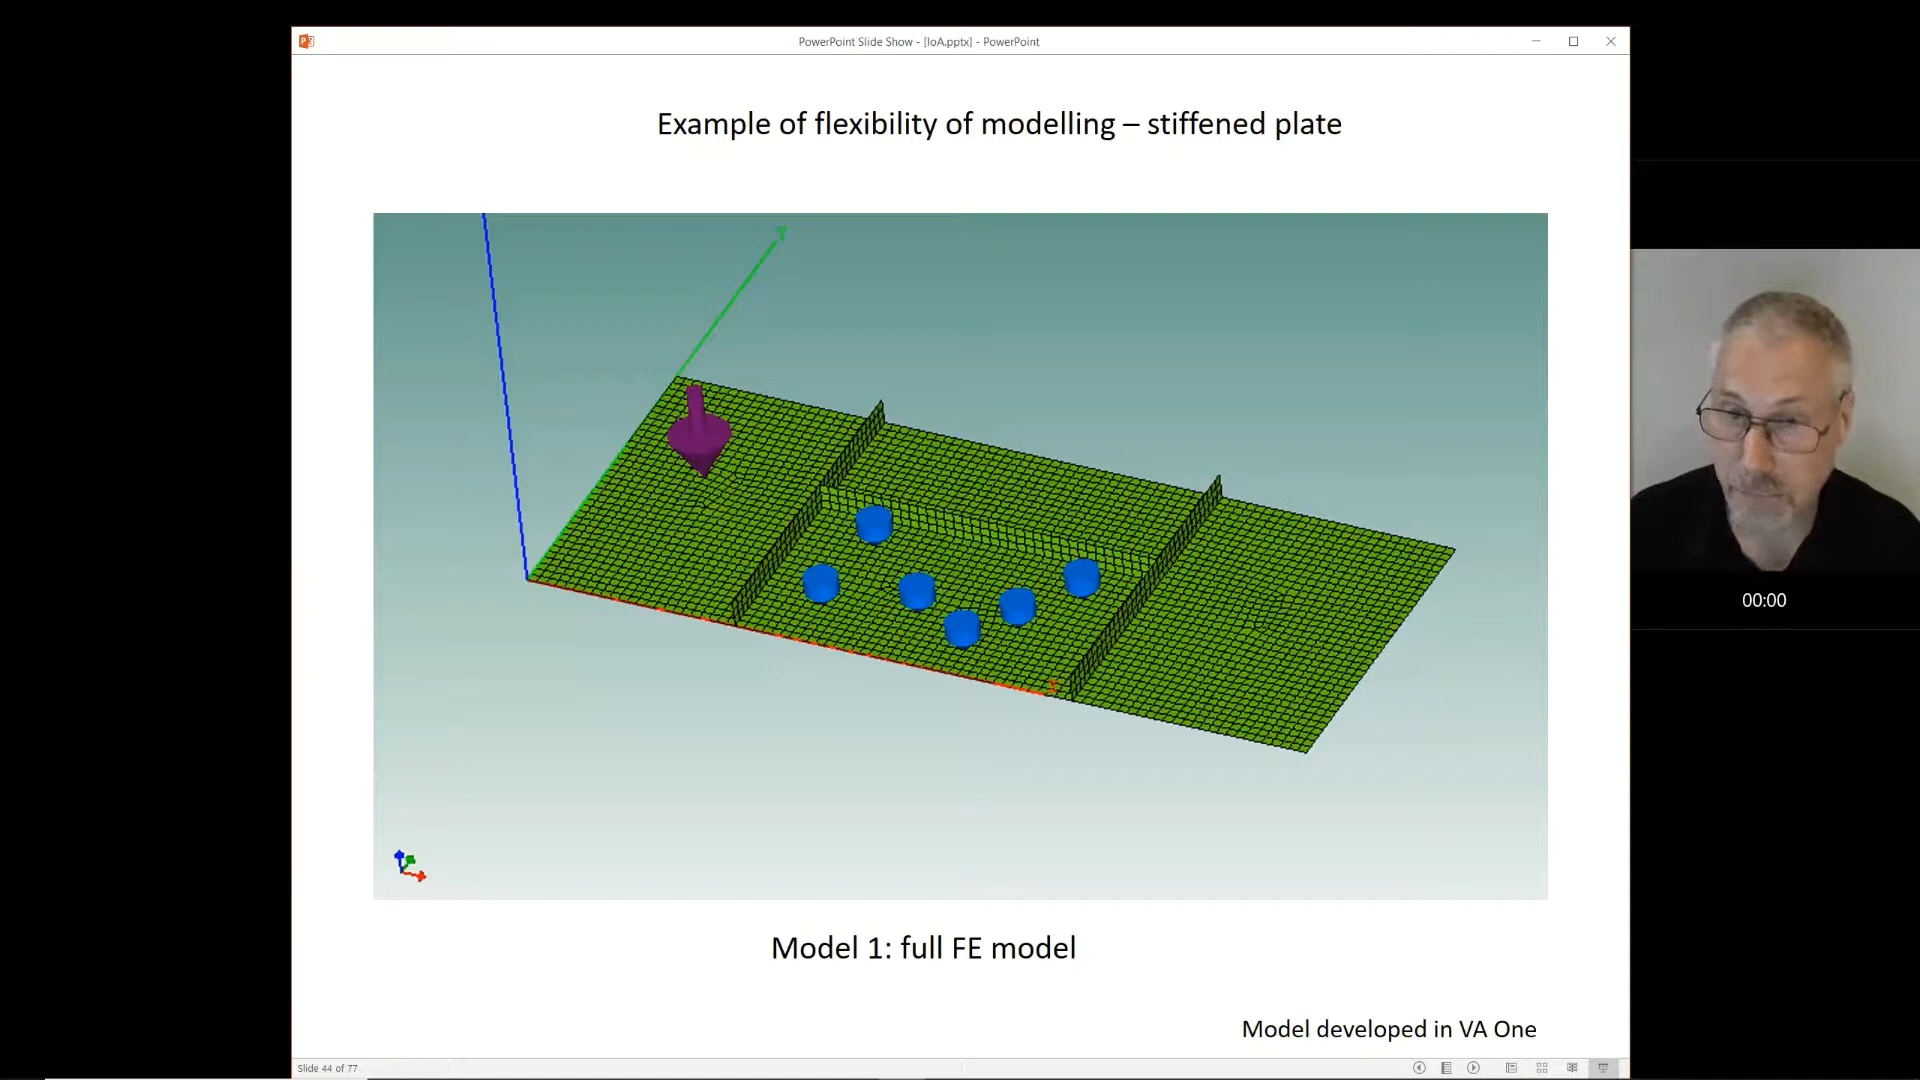 PowerPoint Slide Show - [IoA.pptx] - PowerPoint
Example of flexibility of modelling – stiffened plate
Y
X
Model 1: full FE model
Model developed in VA One
Slide 44 of 77
00:00